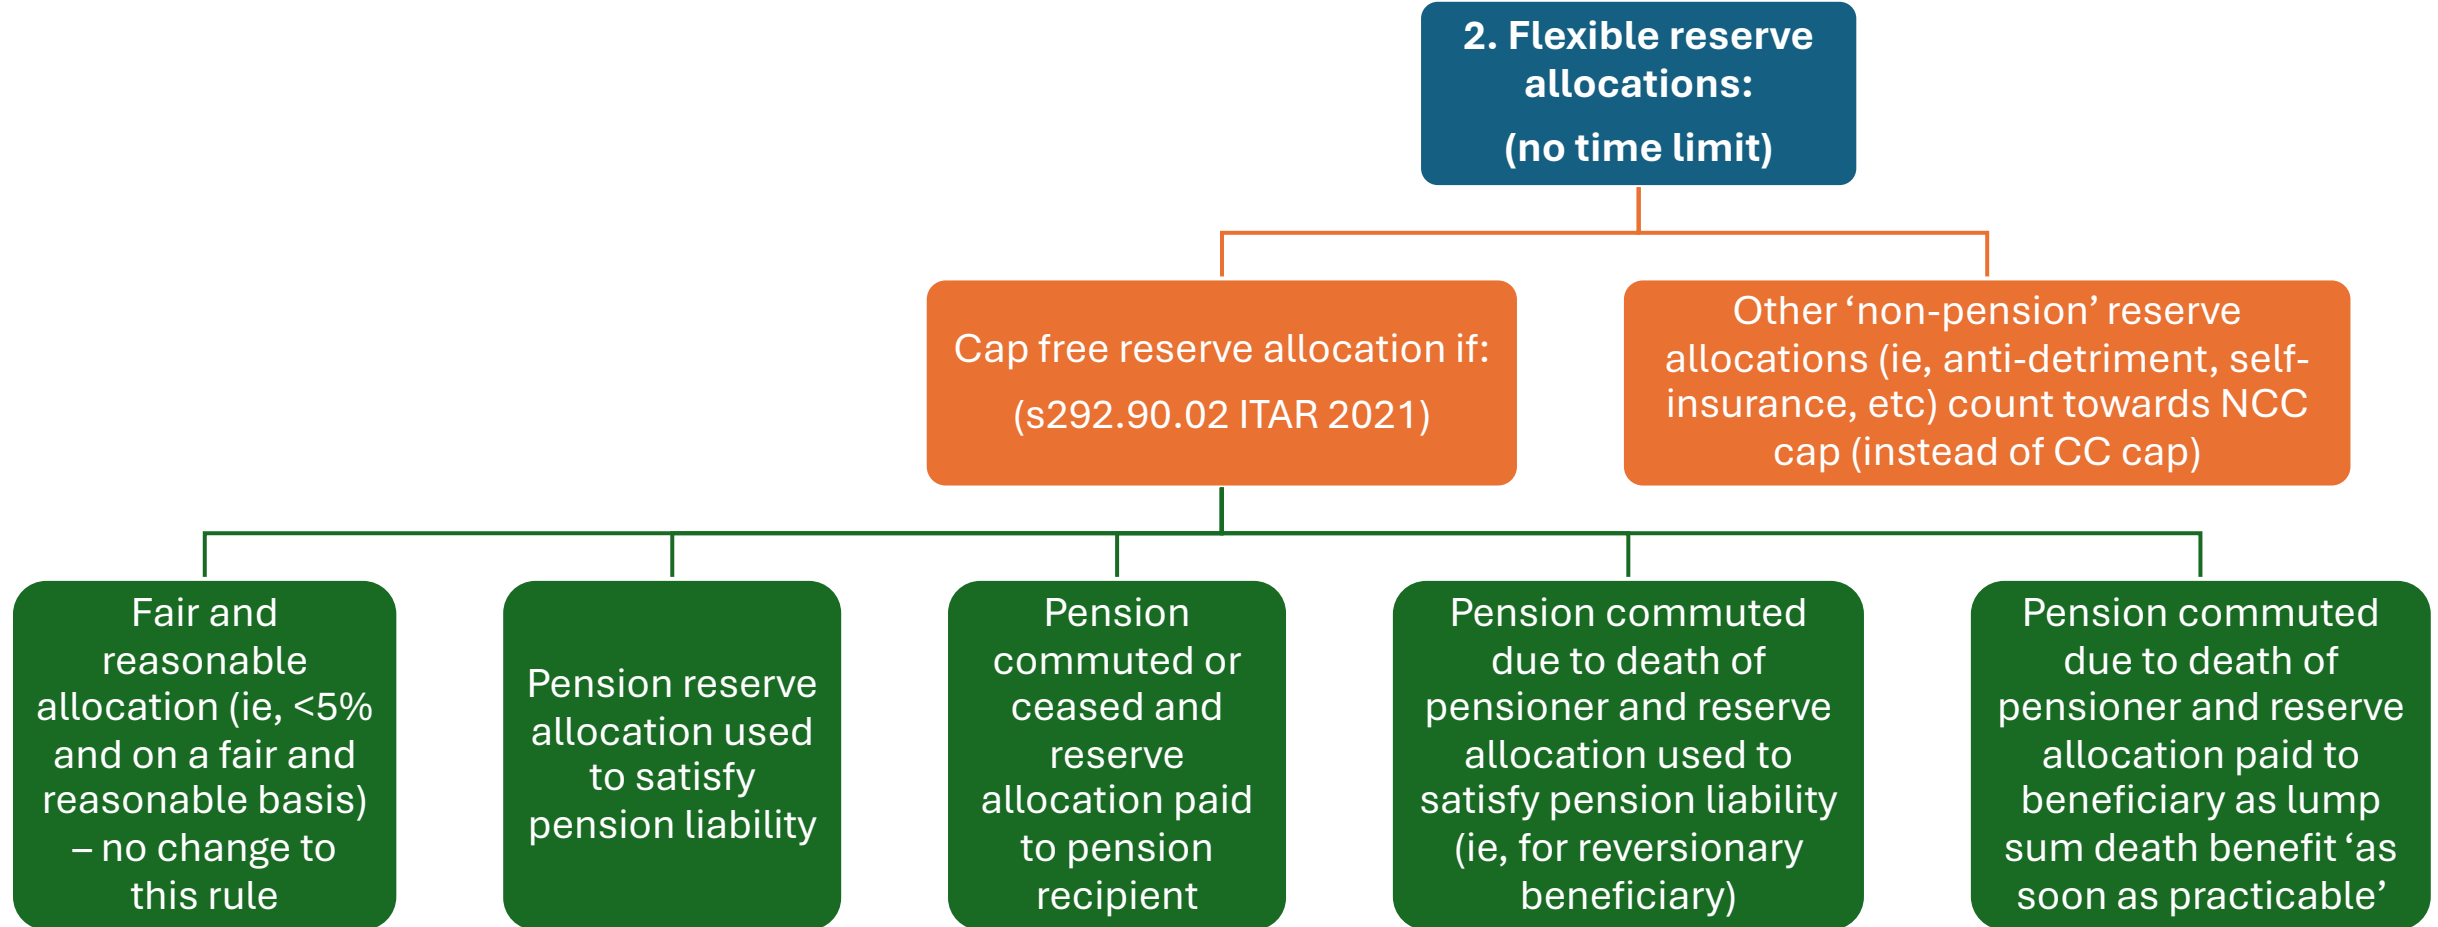 2. Flexible reserve
allocations:
(no time limit)
Cap free reserve allocation if:
(s292.90.02 ITAR 2021)
Other ‘non-pension’ reserve
allocations (ie, anti-detriment, self-
insurance, etc) count towards NCC
cap (instead of CC cap)
Fair and
reasonable
allocation (ie, <5%
and on a fair and
reasonable basis)
– no change to
this rule
Pension reserve
allocation used
to satisfy
pension liability
Pension
commuted or
ceased and
reserve
allocation paid
to pension
recipient
Pension commuted
due to death of
pensioner and reserve
allocation used to
satisfy pension liability
(ie, for reversionary
beneficiary)
Pension commuted
due to death of
pensioner and reserve
allocation paid to
beneficiary as lump
sum death benefit ‘as
soon as practicable’